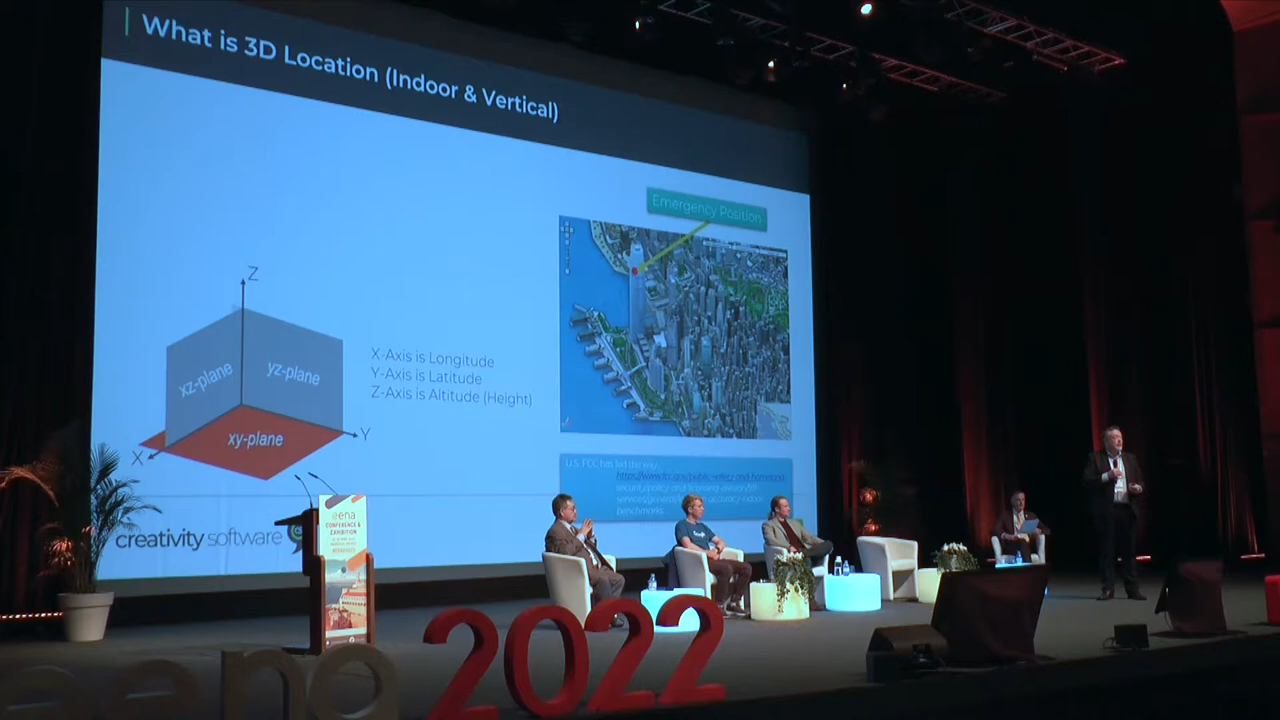 What is 3D Location (Indoor & Vertical)
Emergency Position
Z
xz-plane
yz-plane
xy-plane
X
Y
X-Axis is Longitude
Y-Axis is Latitude
Z-Axis is Altitude (Height)
U.S. FCC has led the way
creativity software
eena
CONFERENCE &
EXHIBITION
eena 2022